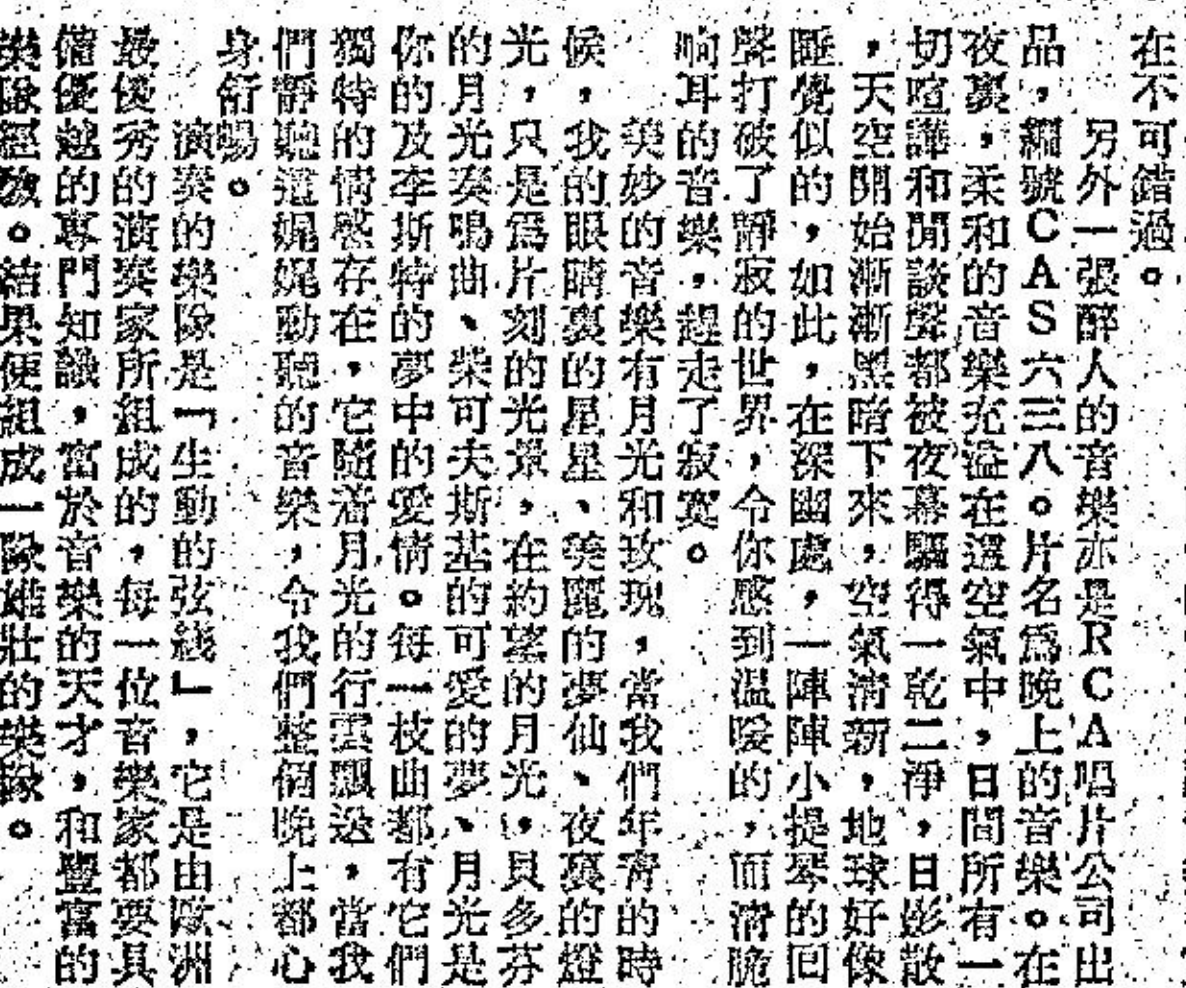 在不可錯過。
另外一張醉人的音樂亦是RCA唱片公司出
品，編號CAS六三八。片名爲晚上的音樂。在
夜裏，柔和的音樂充溢在這空氣中，日間所有一
切喧譁和閒談聲都被夜幕驅得一乾二淨，日影散
，天空開始漸漸黑暗下來，空氣清新，地球好像
睡覺似的，如此，在深幽處，一陣陣小提琴的回
聲打破了靜寂的世界，令你感到温暖的，而清脆
响耳的音樂，趕走了寂寞。
美妙的音樂有月光和玫瑰，當我們年青的時
候，我的眼睛裏的星星、美麗的夢仙、夜裏的燈
光，只是爲片刻的光景，在約望的月光，貝多芬
的月光奏鳴曲、柴可夫斯基的可愛的夢、月光是
你的及李斯特的夢中的愛情。每一枝曲都有它們
獨特的情感存在，它隨着月光的行雲飄送，當我
們靜聽這娓娓動聽的音樂，令我們整個晚上都心
身舒暢。
演奏的樂隊是「生動的弦綫」，它是由歐洲
最優秀的演奏家所組成的，每一位音樂家都要具
備優越的專門知識，富於音樂的天才，和豐富的
樂隊經驗。結果便組成一隊雄壯的樂隊。